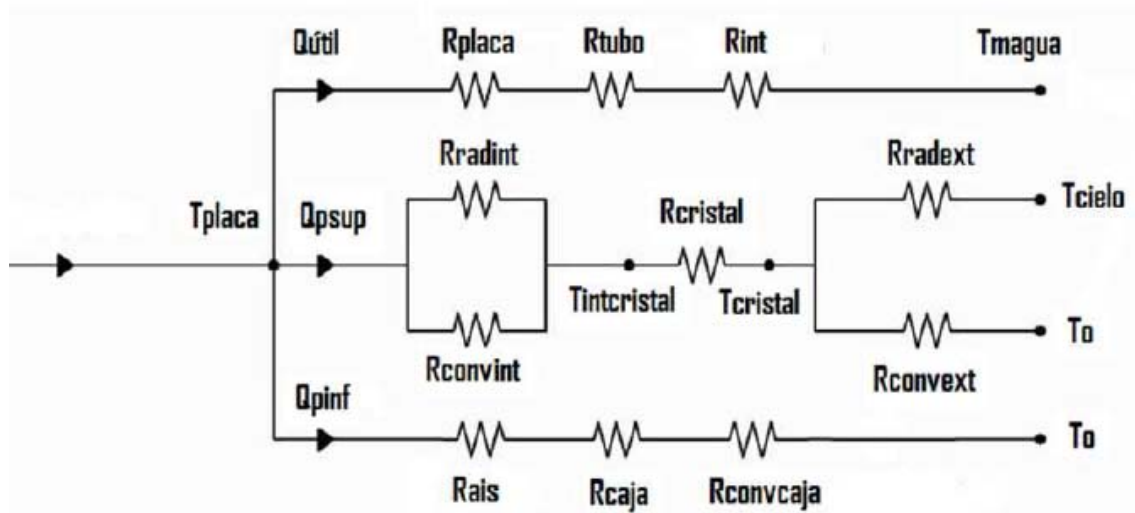 Qútil Rplaca Rtubo Rint Tmagua
Rradint Rradext
Tplaca Qpsup Rcristal Tcielo
Tintcristal Tcristal
Rconvint Rconvext To
Qpinf To
Rais Rcaja Rconvcaja